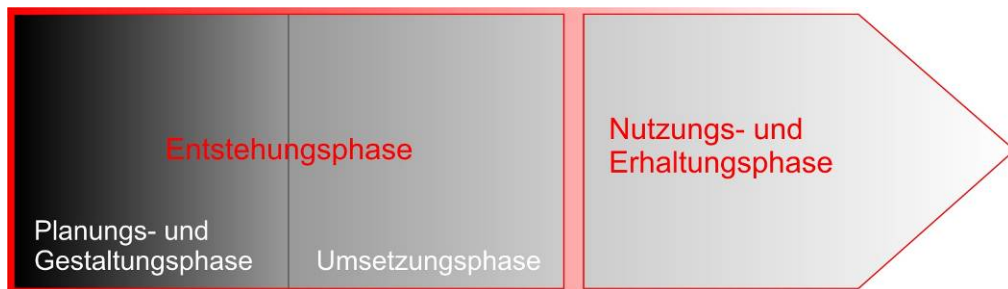 Entstehungsphase
Planungs- und
Gestaltungsphase
Umsetzungsphase
Nutzungs- und
Erhaltungsphase